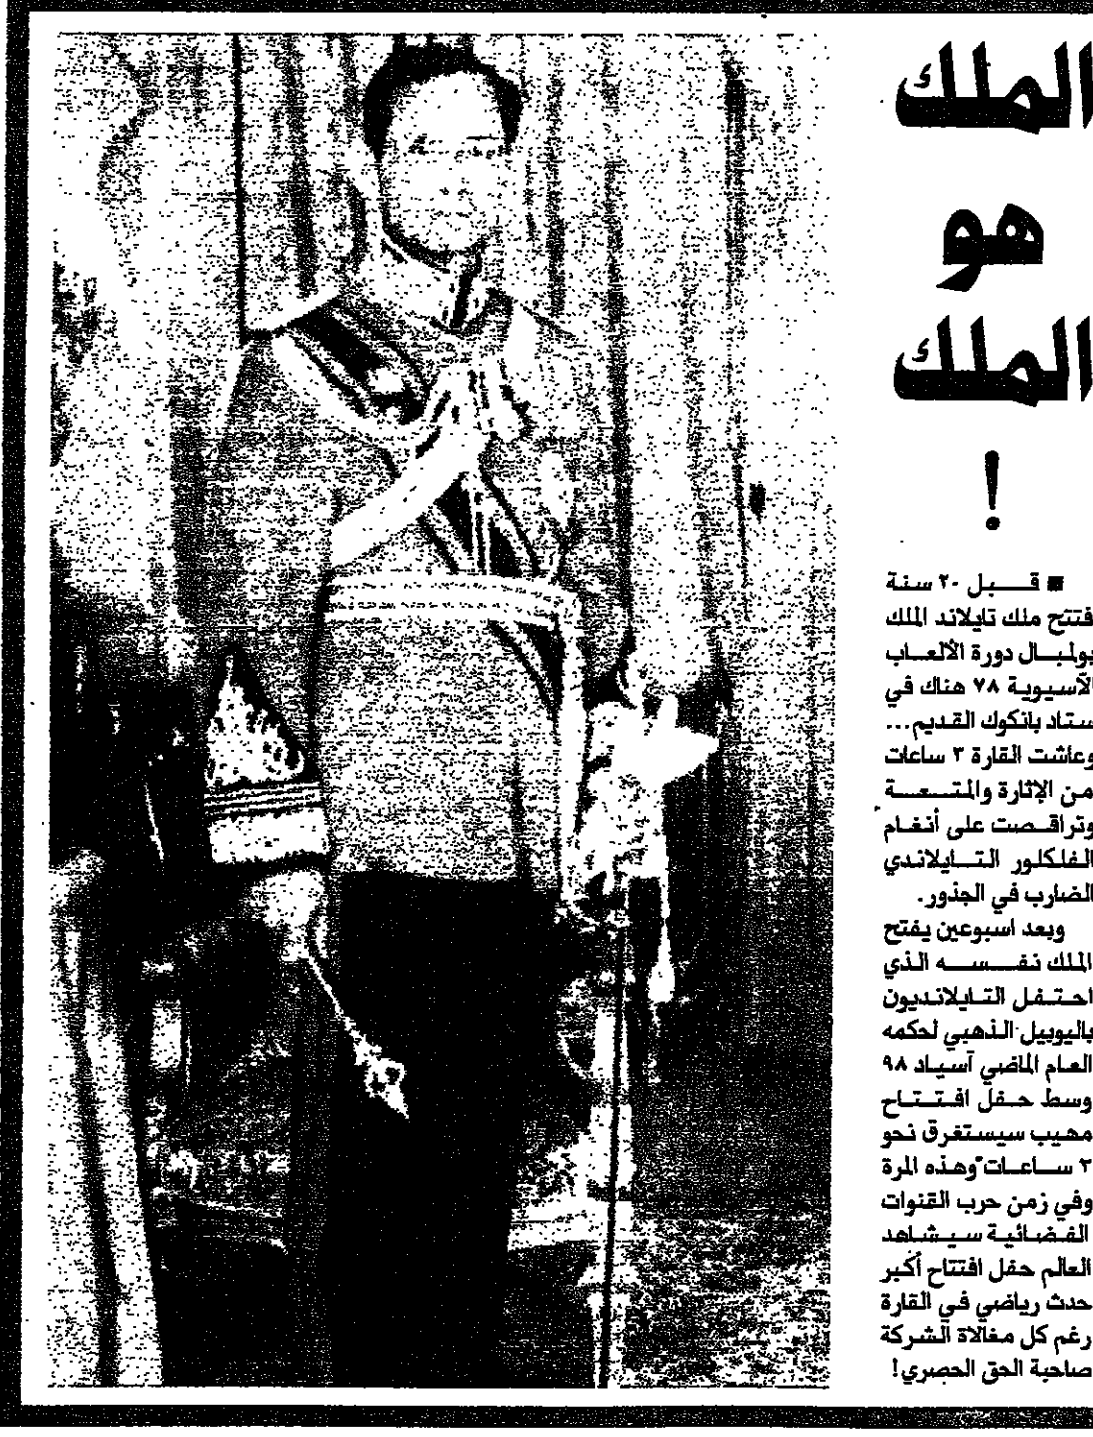 الملك
هو
الملك
!
■ قبل ٢٠ سنة
فتتح ملك تايلاند الملك
بولمبال دورة الألعاب
الآسيوية ٧٨ هناك في
ستاد بانكوك القديم...
وعاشت القارة ٣ ساعات
من الإثارة والمتعة
وتراقصت على أنغام
الفلكلور التايلاندي
الضارب في الجذور.
وبعد اسبوعين يفتح
الملك نفسه الذي
احتفل التايلانديون
باليوبيل الذهبي لحكمه
العام الماضي آسياد ٩٨
وسط حفل افتتاح
مهيب سيستغرق نحو
٣ ساعات وهذه المرة
وفي زمن حرب القنوات
الفضائية سيشاهد
العالم حفل افتتاح أكبر
حدث رياضي في القارة
رغم كل مغالاة الشركة
صاحبة الحق الحصري!